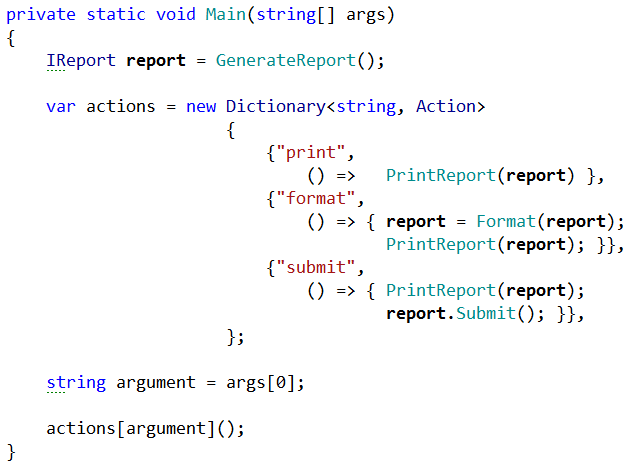 private static void Main(string[] args)
{
    IReport report = GenerateReport();

    var actions = new Dictionary<string, Action>
                      {
                          {"print",
                              () =>   PrintReport(report) },
                          {"format",
                              () => { report = Format(report);
                                      PrintReport(report); }},
                          {"submit",
                              () => { PrintReport(report);
                                      report.Submit(); }},
                      };

    string argument = args[0];

    actions[argument]();
}